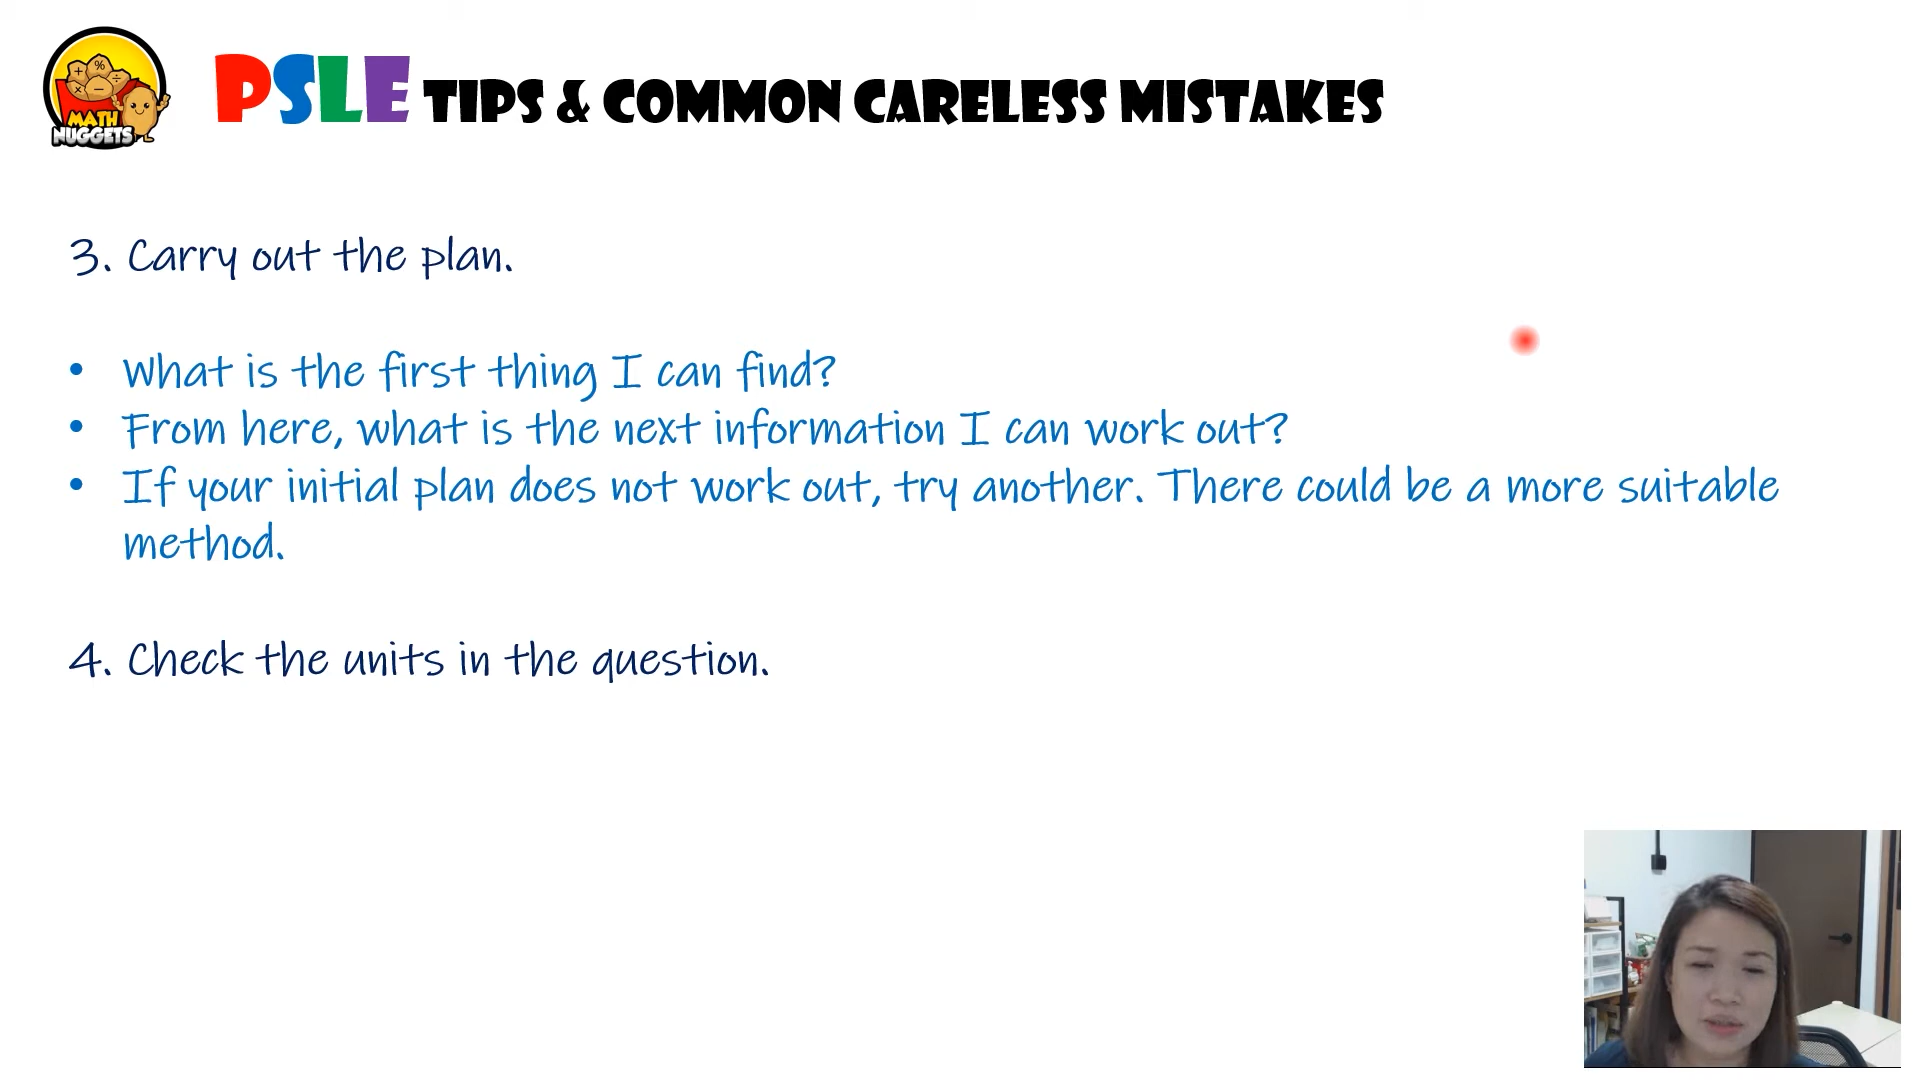 MATH
NUGGETS
PSLE TIPS & COMMON CARELESS MISTAKES
3. Carry out the plan.
• What is the first thing I can find?
• From here, what is the next information I can work out?
• If your initial plan does not work out, try another. There could be a more suitable
method.
4. Check the units in the question.